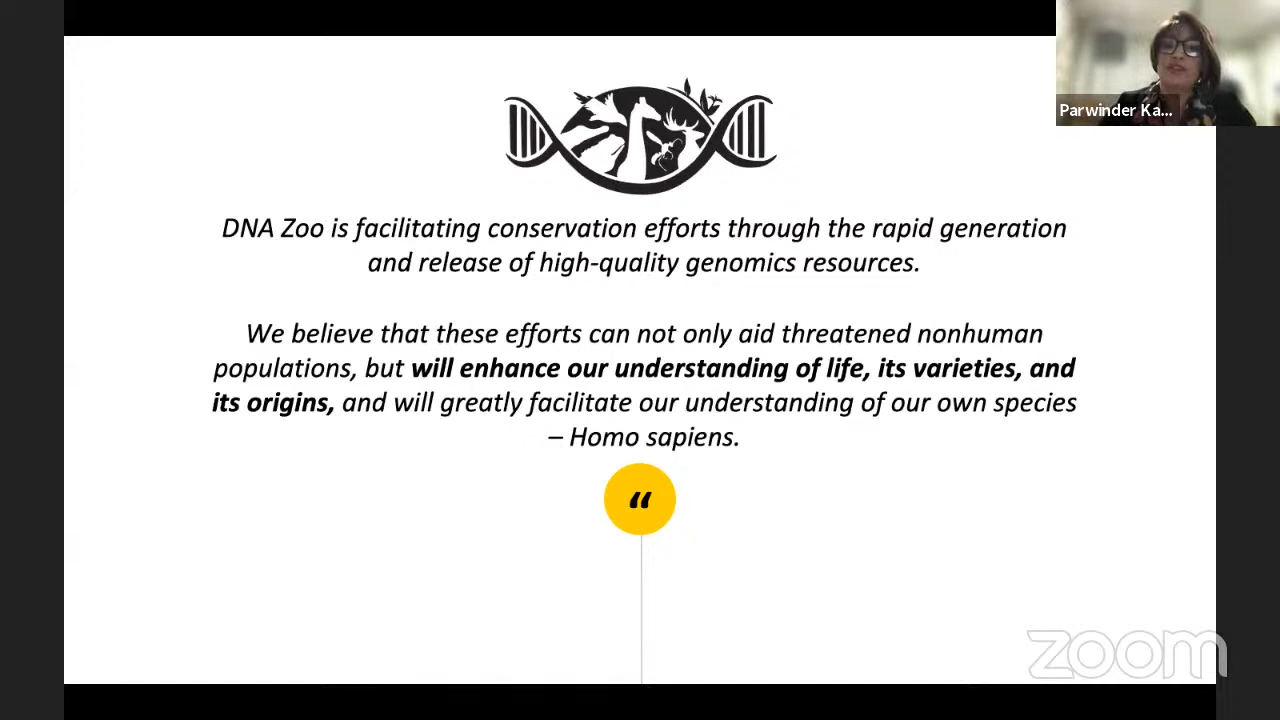 Parwinder Ka...
DNA Zoo is facilitating conservation efforts through the rapid generation
and release of high-quality genomics resources.
We believe that these efforts can not only aid threatened nonhuman
populations, but will enhance our understanding of life, its varieties, and
its origins, and will greatly facilitate our understanding of our own species
– Homo sapiens.
“
zoom